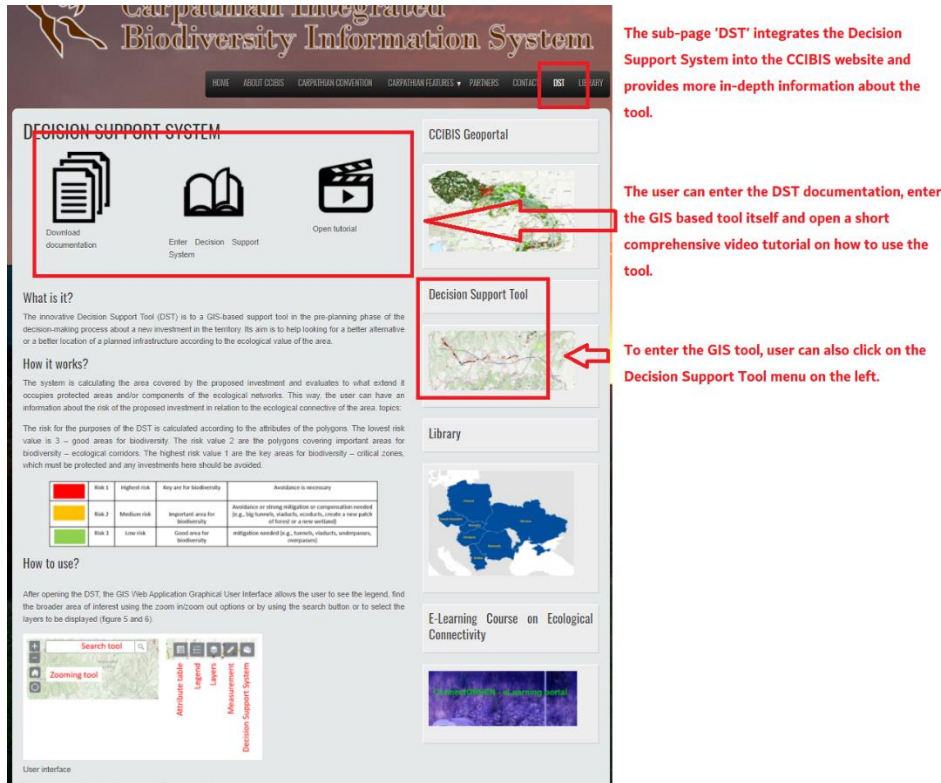 Carpathian Integrated
Biodiversity Information System
HOME ABOUT CCIBIS CARPATHIAN CONVENTION CARPATHIAN FEATURES ▾ PARTNERS CONTACT DST LIBRARY
DECISION SUPPORT SYSTEM
Download
documentation
Enter Decision Support
System
Open tutorial
What is it?
The innovative Decision Support Tool (DST) is to a GIS-based support tool in the pre-planning phase of the
decision-making process about a new investment in the territory. Its aim is to help looking for a better alternative
or a better location of a planned infrastructure according to the ecological value of the area.
How it works?
The system is calculating the area covered by the proposed investment and evaluates to what extend it
occupies protected areas and/or components of the ecological networks. This way, the user can have an
information about the risk of the proposed investment in relation to the ecological connective of the area. topics:
The risk for the purposes of the DST is calculated according to the attributes of the polygons. The lowest risk
value is 3 – good areas for biodiversity. The risk value 2 are the polygons covering important areas for
biodiversity – ecological corridors. The highest risk value 1 are the key areas for biodiversity – critical zones,
which must be protected and any investments here should be avoided.
Risk 1 Highest risk Key are for biodiversity Avoidance is necessary
Risk 2 Medium risk Important area for biodiversity Avoidance or strong mitigation or compensation needed
(e.g., big tunnels, viaducts, ecoducts, create a new patch
of forest or a new wetland)
Risk 3 Low risk Good area for biodiversity mitigation needed (e.g., tunnels, viaducts, underpasses,
overpasses)
How to use?
After opening the DST, the GIS Web Application Graphical User Interface allows the user to see the legend, find
the broader area of interest using the zoom in/zoom out options or by using the search button or to select the
layers to be displayed (figure 5 and 6).
Search tool
Zooming tool
Attribute table
Legend
Layers
Measurement
Decision Support System
User interface
CCIBIS Geoportal
Decision Support Tool
Library
E-Learning Course on Ecological
Connectivity
ConnectGREEN - eLearning portal
The sub-page 'DST' integrates the Decision
Support System into the CCIBIS website and
provides more in-depth information about the
tool.
The user can enter the DST documentation, enter
the GIS based tool itself and open a short
comprehensive video tutorial on how to use the
tool.
To enter the GIS tool, user can also click on the
Decision Support Tool menu on the left.